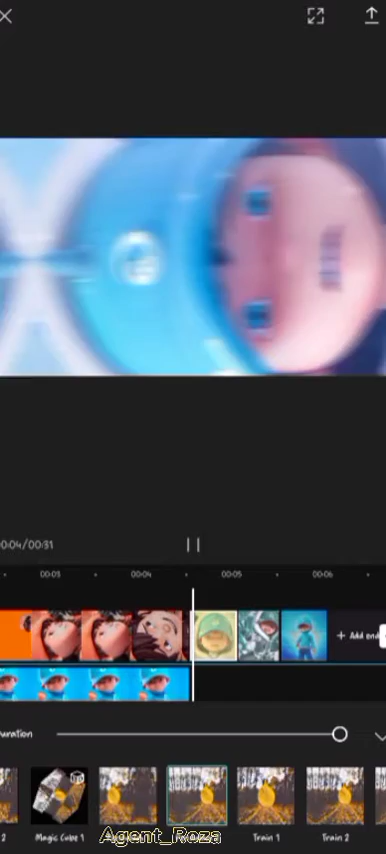 00:04/00:31
00:03
00:04
00:05
00:06
+ Add end
uration
2
Magic Cube 1
Train 1
Train 2
Agent_Roza